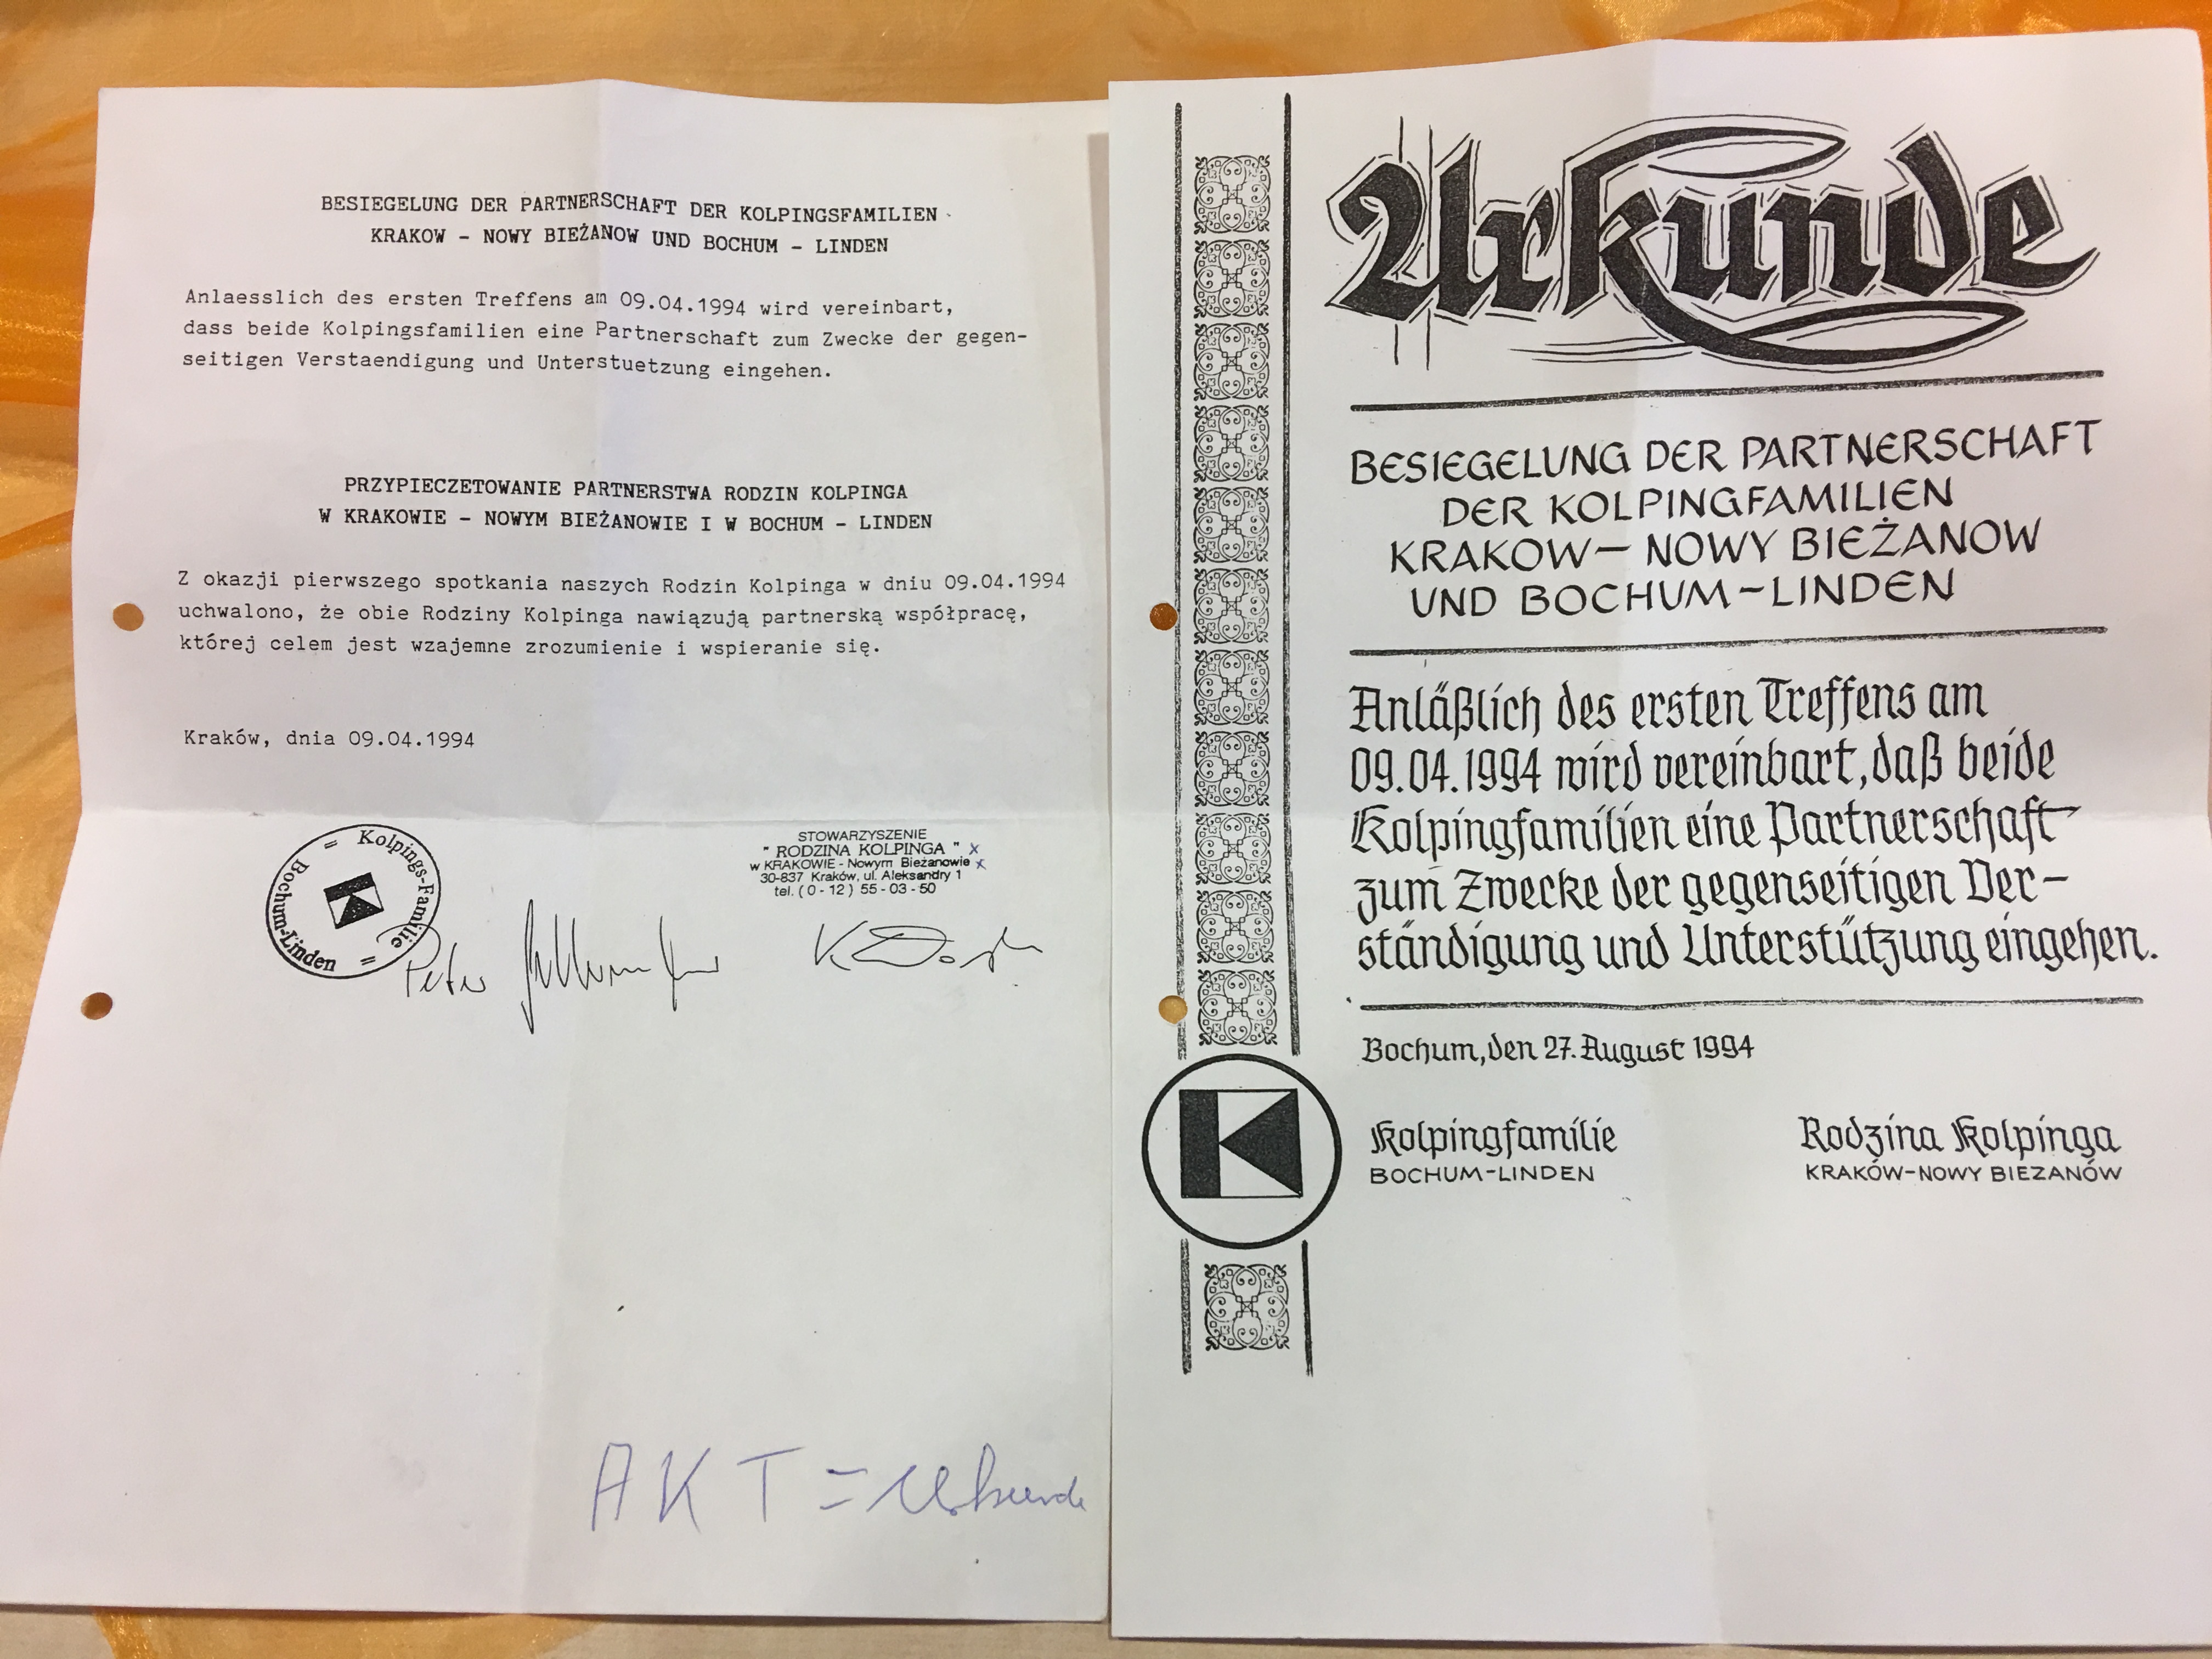 BESIEGELUNG DER PARTNERSCHAFT DER KOLPINGSFAMILIEN
KRAKOW - NOWY BIEŻANOW UND BOCHUM - LINDEN
Anlaesslich des ersten Treffens am 09.04.1994 wird vereinbart,
dass beide Kolpingsfamilien eine Partnerschaft zum Zwecke der gegen-
seitigen Verstaendigung und Unterstuetzung eingehen.
PRZYPIECZETOWANIE PARTNERSTWA RODZIN KOLPINGA
W KRAKOWIE - NOWYM BIEŻANOWIE I W BOCHUM - LINDEN
Z okazji pierwszego spotkania naszych Rodzin Kolpinga w dniu 09.04.1994
uchwalono, że obie Rodziny Kolpinga nawiązują partnerską współpracę,
której celem jest wzajemne zrozumienie i wspieranie się.
Kraków, dnia 09.04.1994
Kolpings-Familie
Bochum-Linden
STOWARZYSZENIE
" RODZINA KOLPINGA " x
w KRAKOWIE - Nowym Bieżanowie x
30-837 Kraków, ul. Aleksandry 1
tel. (0-12) 55-03-50
Peter
AKT = Urkunde
Urkunde
BESIEGELUNG DER PARTNERSCHAFT
DER KOLPINGFAMILIEN
KRAKOW – NOWY BIEŻANOW
UND BOCHUM – LINDEN
Anläßlich des ersten Treffens am
09.04.1994 wird vereinbart, daß beide
Kolpingfamilien eine Partnerschaft
zum Zwecke der gegenseitigen Ver-
ständigung und Unterstützung eingehen.
Bochum, den 27. August 1994
K
Kolpingfamilie
BOCHUM-LINDEN
Rodzina Kolpinga
KRAKÓW-NOWY BIEZANÓW